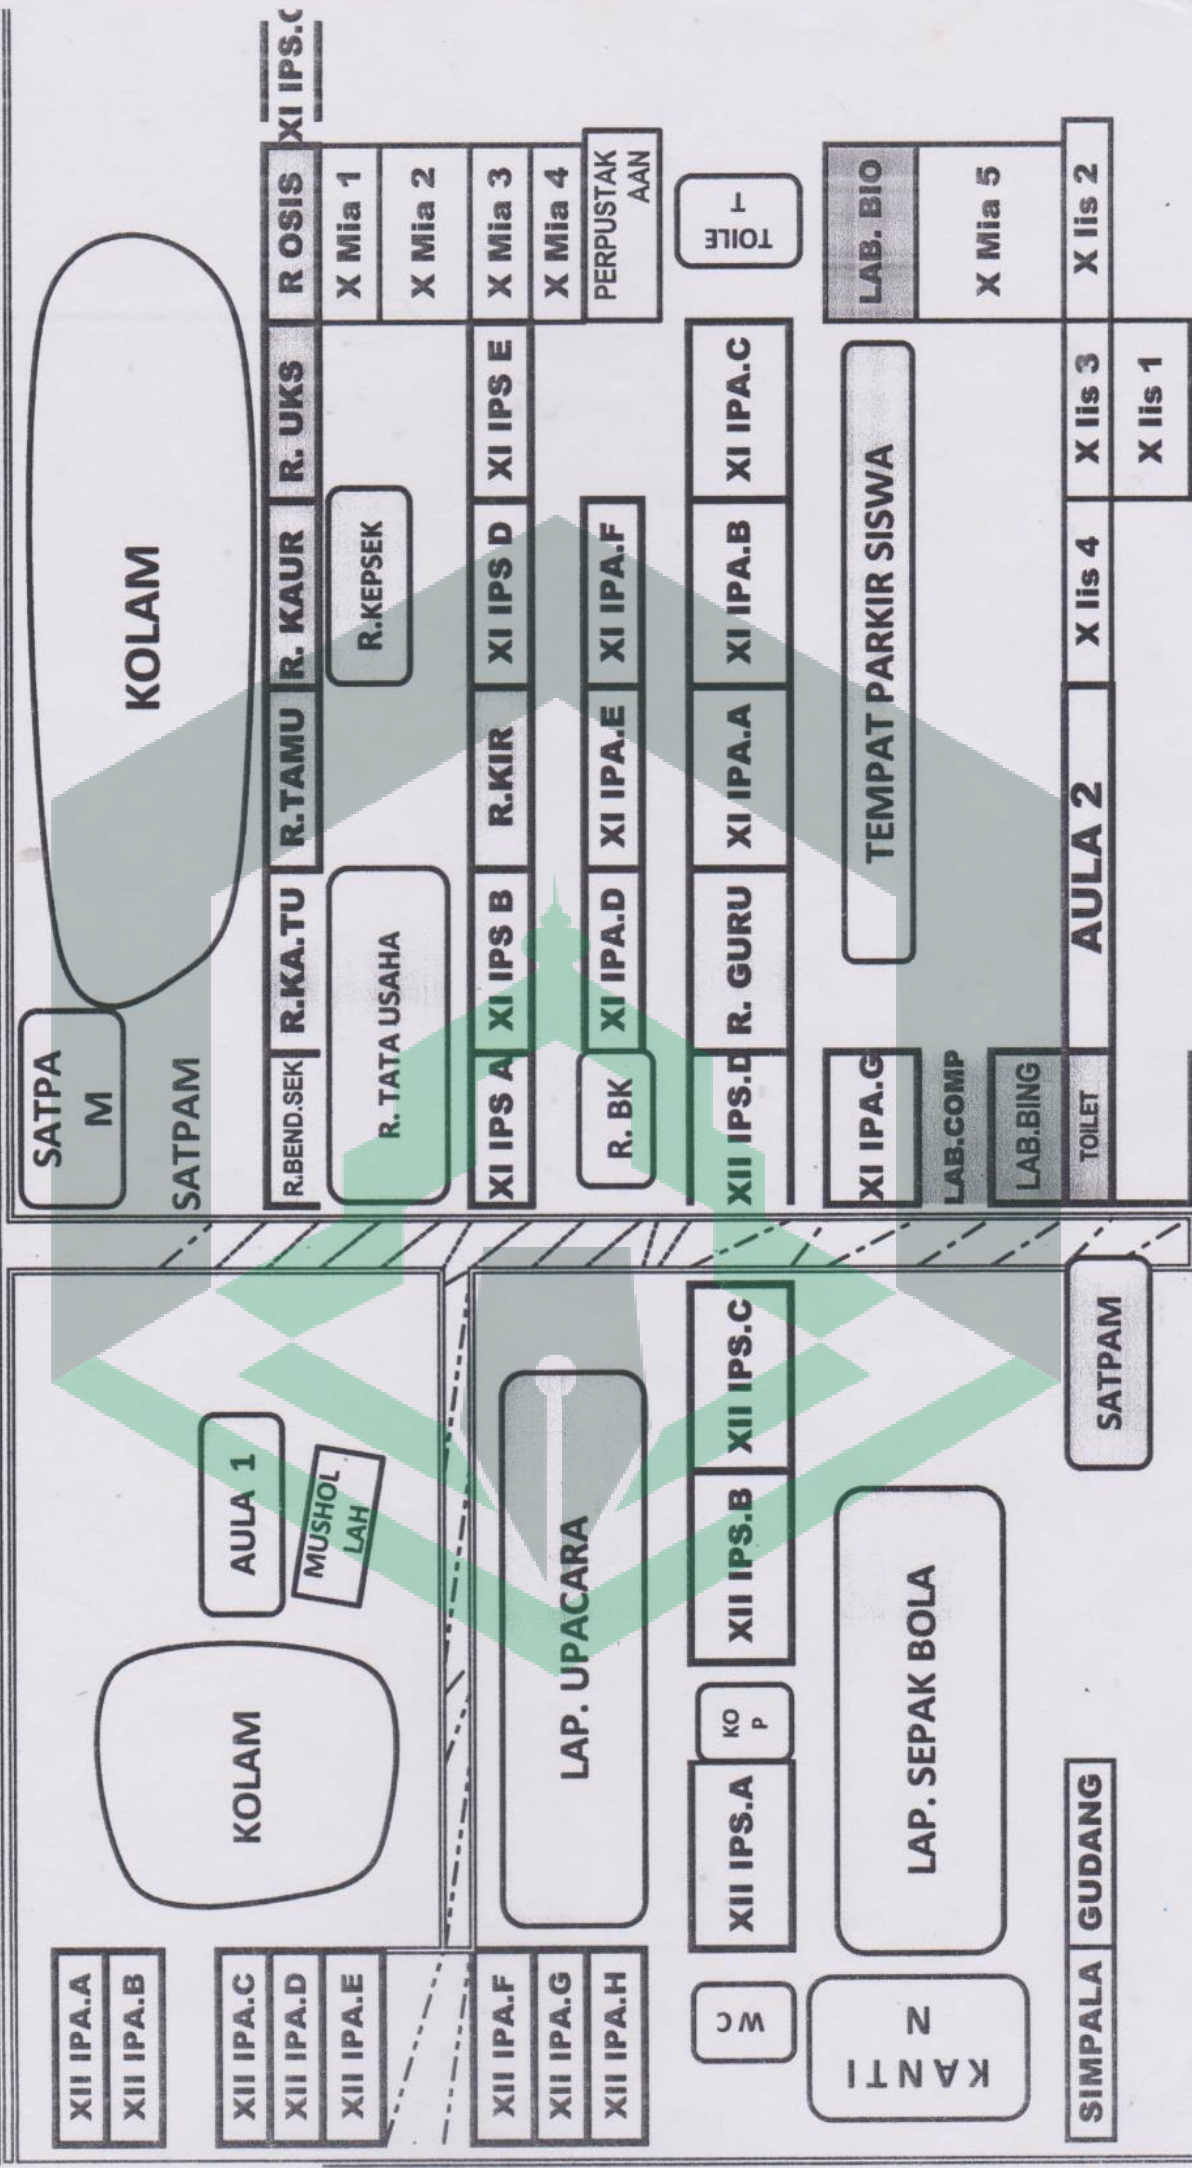 XII IPA.A
SATPA
M
XII IPA.B
KOLAM
SATPAM
XII IPA.C
KOLAM
AULA 1
XII IPA.D
R.BEND.SEK
R.KA.TU
R.TAMU
R. KAUR
R. UKS
R OSIS
MUSHOL
LAH
XII IPA.E
X Mia 1
R. TATA USAHA
R.KEPSEK
X Mia 2
XII IPA.F
XI IPS A
XI IPS B
R.KIR
XI IPS D
XI IPS E
X Mia 3
XII IPA.G
LAP. UPACARA
X Mia 4
XII IPA.H
R. BK
XI IPA.D
XI IPA.E
XI IPA.F
PERPUSTAK
AAN
WC
XII IPS.A
KO
P
XII IPS.B
XII IPS.C
XII IPS.D
R. GURU
XI IPA.A
XI IPA.B
XI IPA.C
TOILE
T
KANTI
N
LAP. SEPAK BOLA
XI IPA.G
TEMPAT PARKIR SISWA
LAB. BIO
LAB.COMP
X Mia 5
LAB.BING
SIMPALA
GUDANG
SATPAM
TOILET
AULA 2
X Iis 4
X Iis 3
X Iis 2
X Iis 1